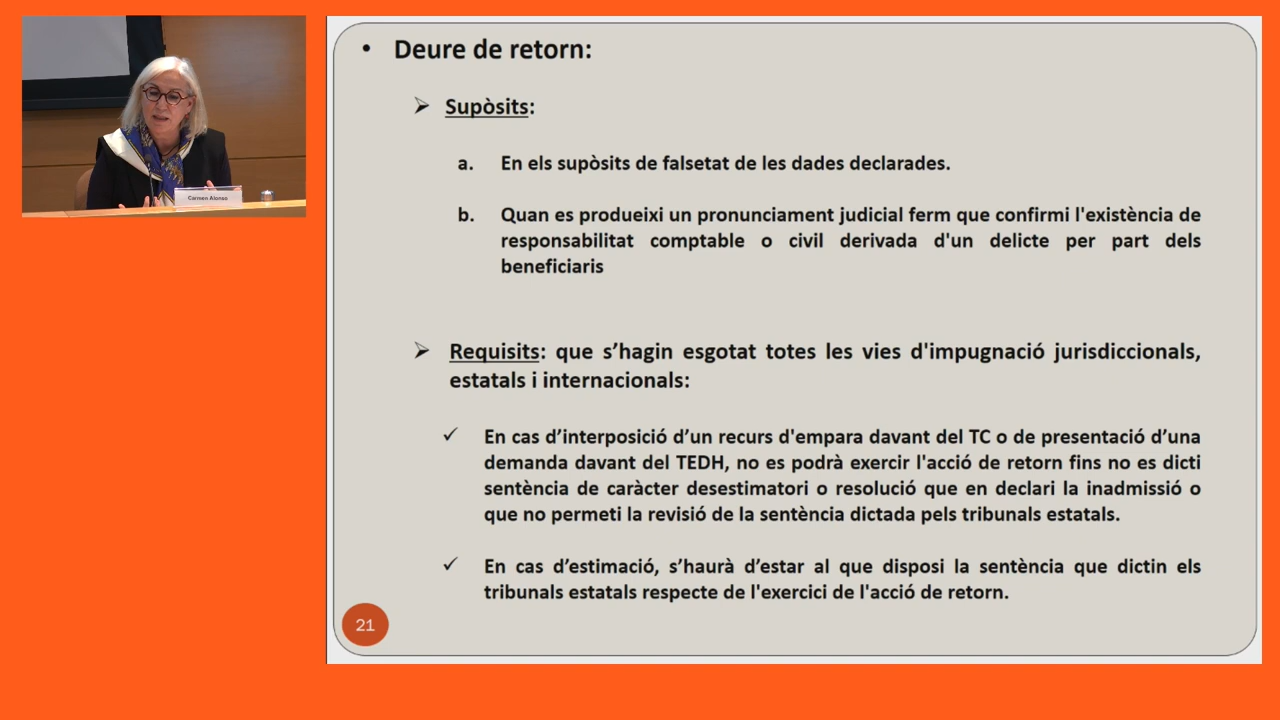 Carmen Alonso
• Deure de retorn:
➢ Supòsits:
a. En els supòsits de falsetat de les dades declarades.
b. Quan es produeixi un pronunciament judicial ferm que confirmi l'existència de
responsabilitat comptable o civil derivada d'un delicte per part dels
beneficiaris
➢ Requisits: que s’hagin esgotat totes les vies d'impugnació jurisdiccionals,
estatals i internacionals:
✓ En cas d’interposició d’un recurs d'empara davant del TC o de presentació d’una
demanda davant del TEDH, no es podrà exercir l'acció de retorn fins no es dicti
sentència de caràcter desestimatori o resolució que en declari la inadmissió o
que no permeti la revisió de la sentència dictada pels tribunals estatals.
✓ En cas d’estimació, s’haurà d’estar al que disposi la sentència que dictin els
tribunals estatals respecte de l'exercici de l'acció de retorn.
21